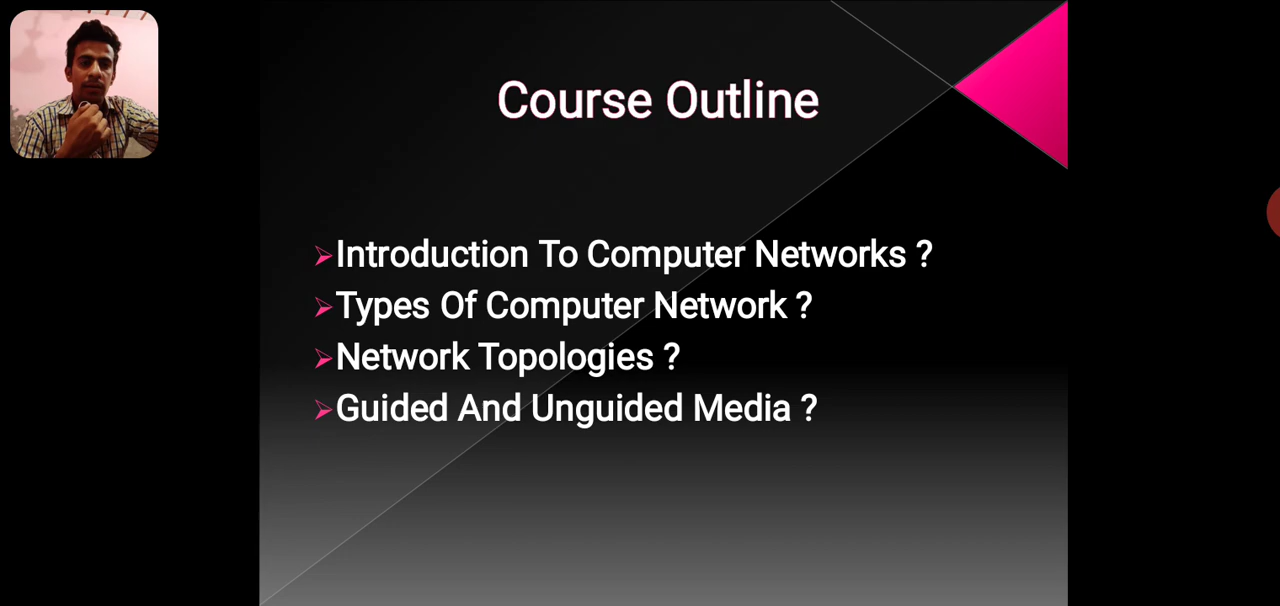 Course Outline
Introduction To Computer Networks ?
Types Of Computer Network ?
Network Topologies ?
Guided And Unguided Media ?